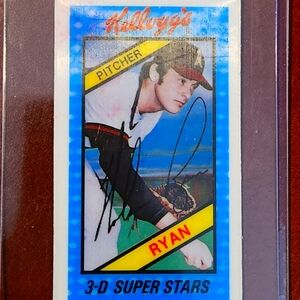 Kellogg's
PITCHER
RYAN
3-D SUPER STARS